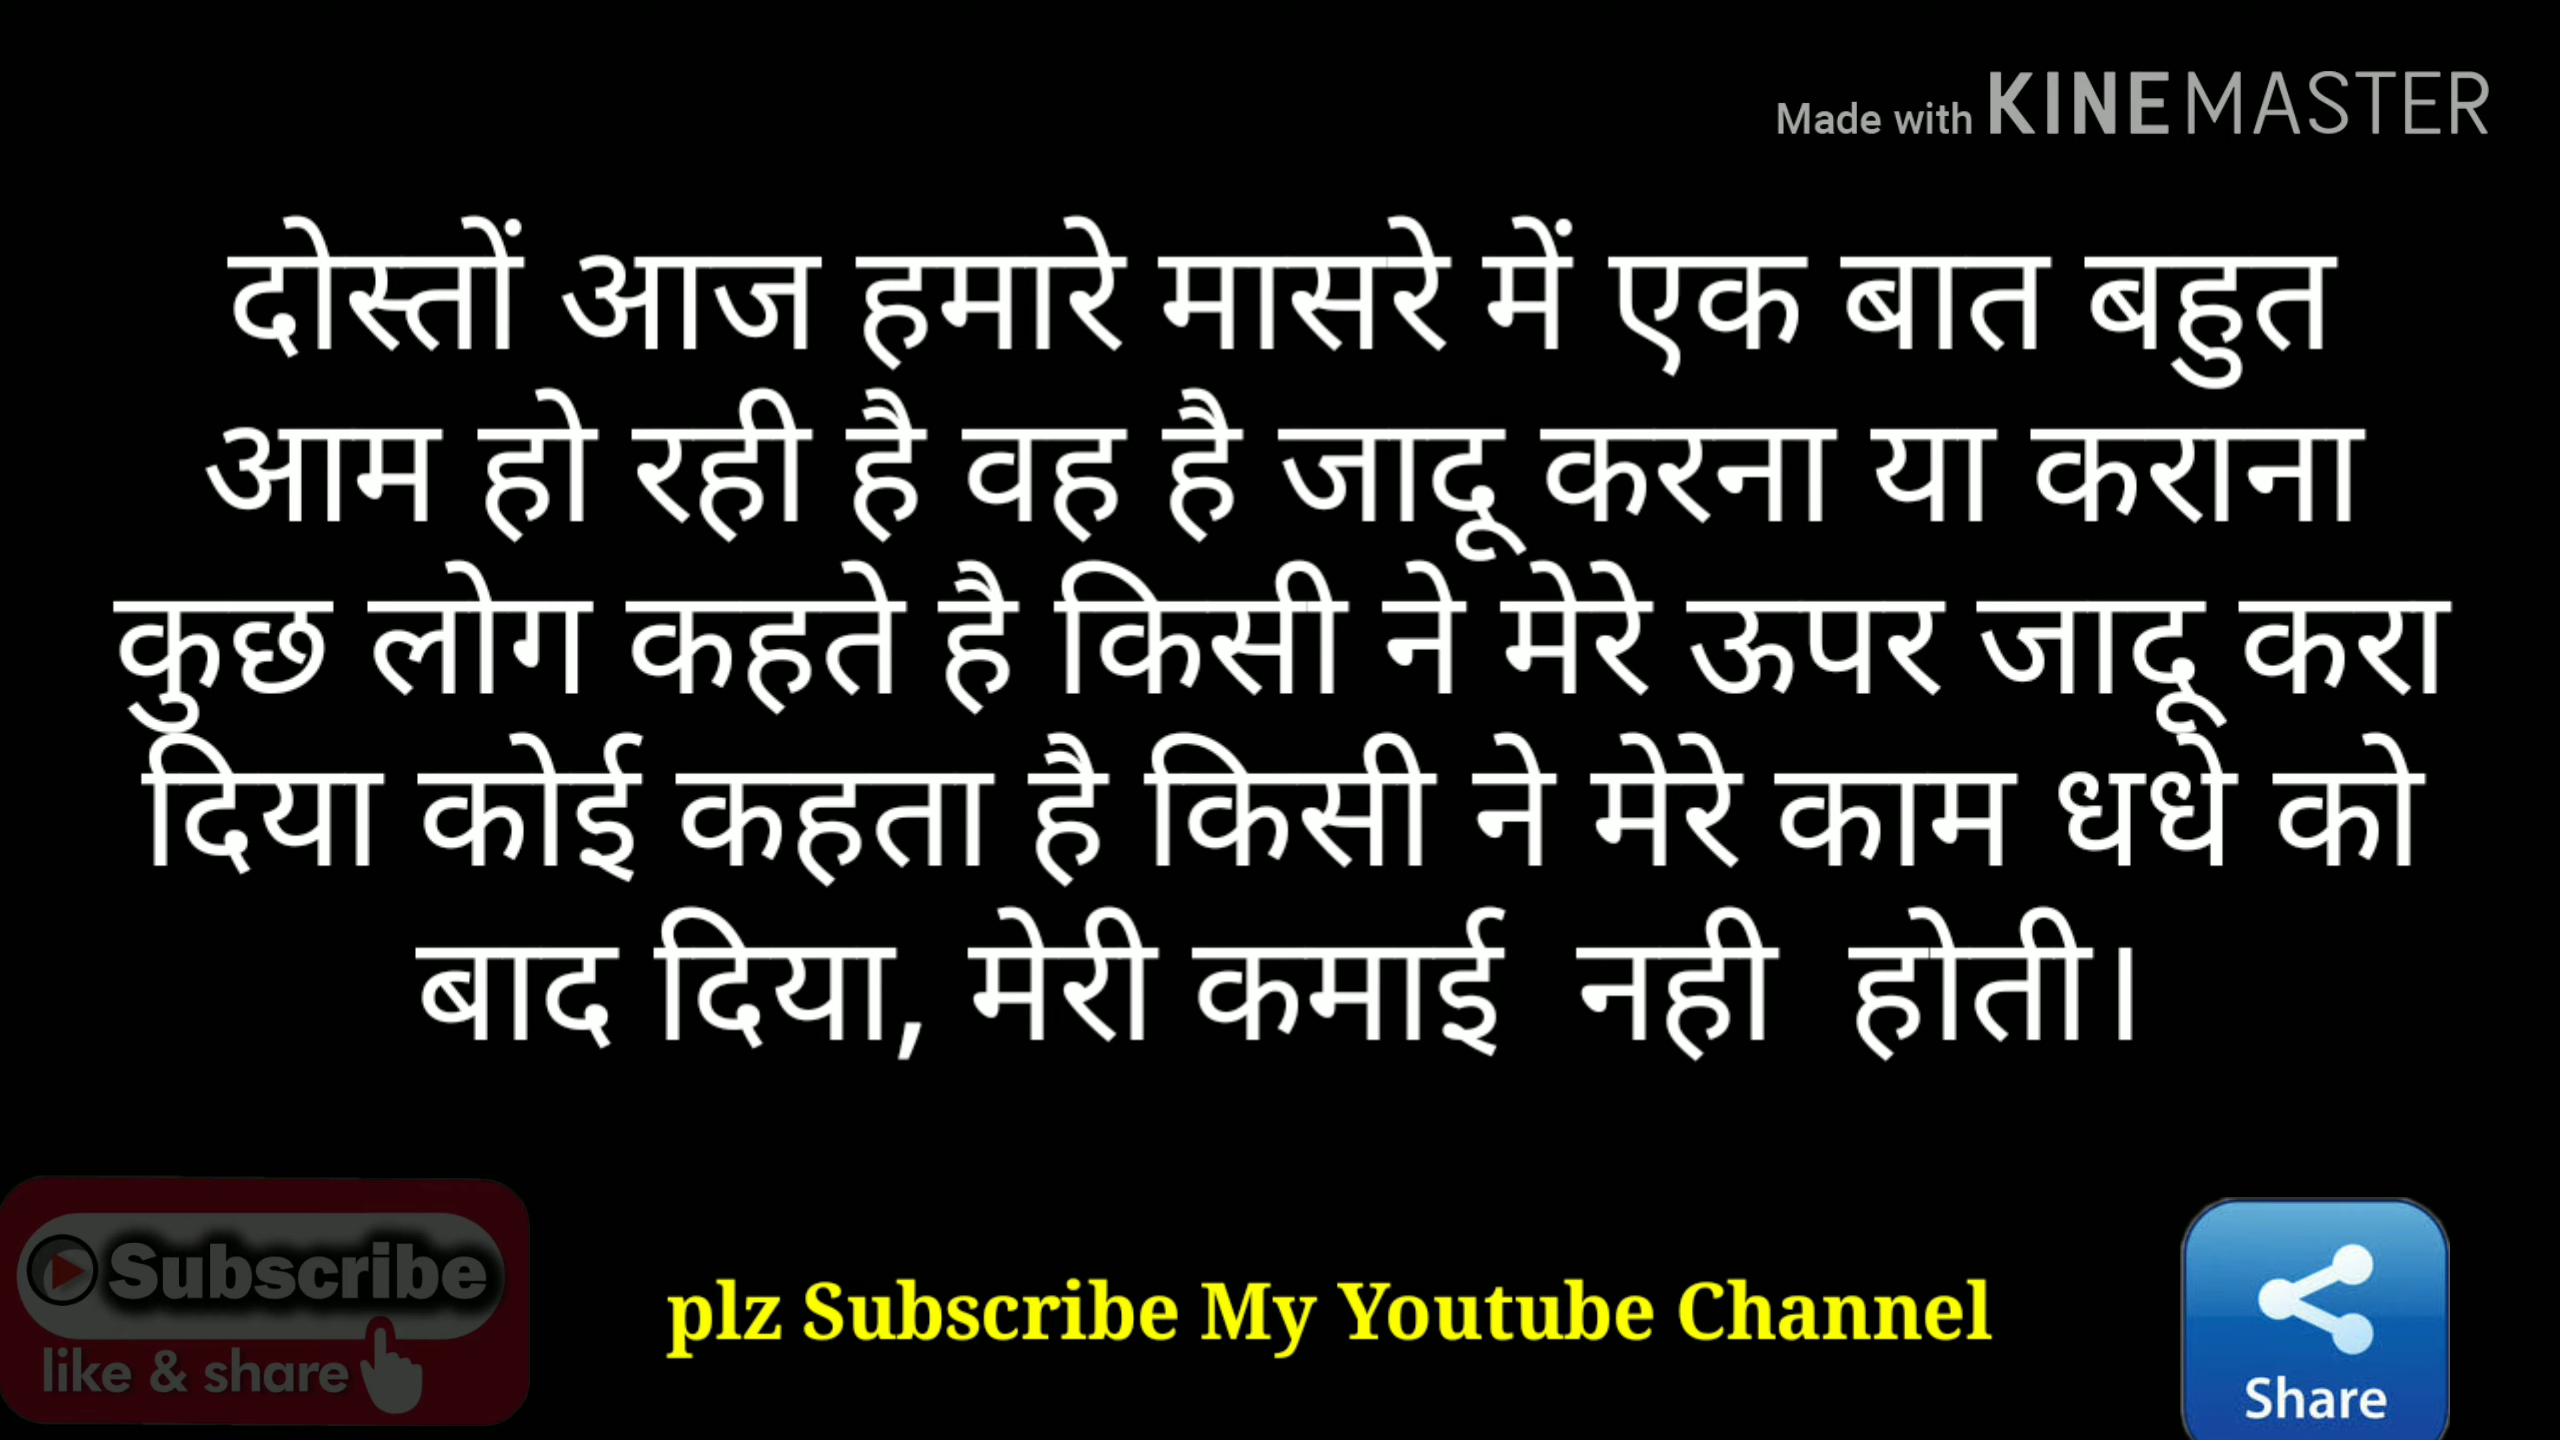 Made with KINEMASTER
दोस्तों आज हमारे मासरे में एक बात बहुत
आम हो रही है वह है जादू करना या कराना
कुछ लोग कहते है किसी ने मेरे ऊपर जादू करा
दिया कोई कहता है किसी ने मेरे काम धधे को
बाद दिया, मेरी कमाई नही होती।
Subscribe
like & share
plz Subscribe My Youtube Channel
Share